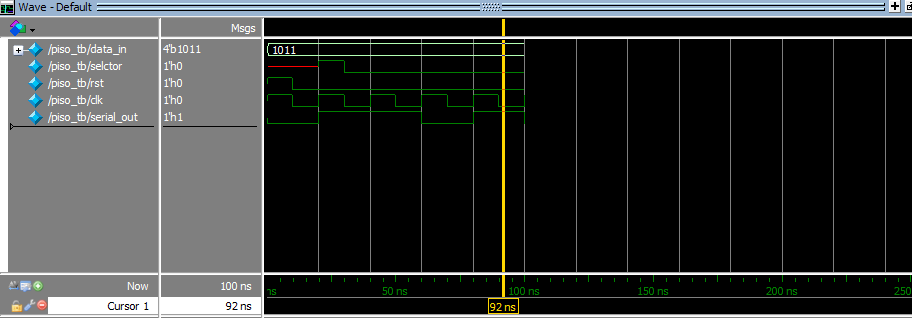 Wave - Default
Msgs
/piso_tb/data_in 4'b1011 1011
/piso_tb/selctor 1'h0
/piso_tb/rst 1'h0
/piso_tb/clk 1'h0
/piso_tb/serial_out 1'h1
Now 100 ns ns 50 ns 100 ns 150 ns 200 ns 250
Cursor 1 92 ns 92 ns